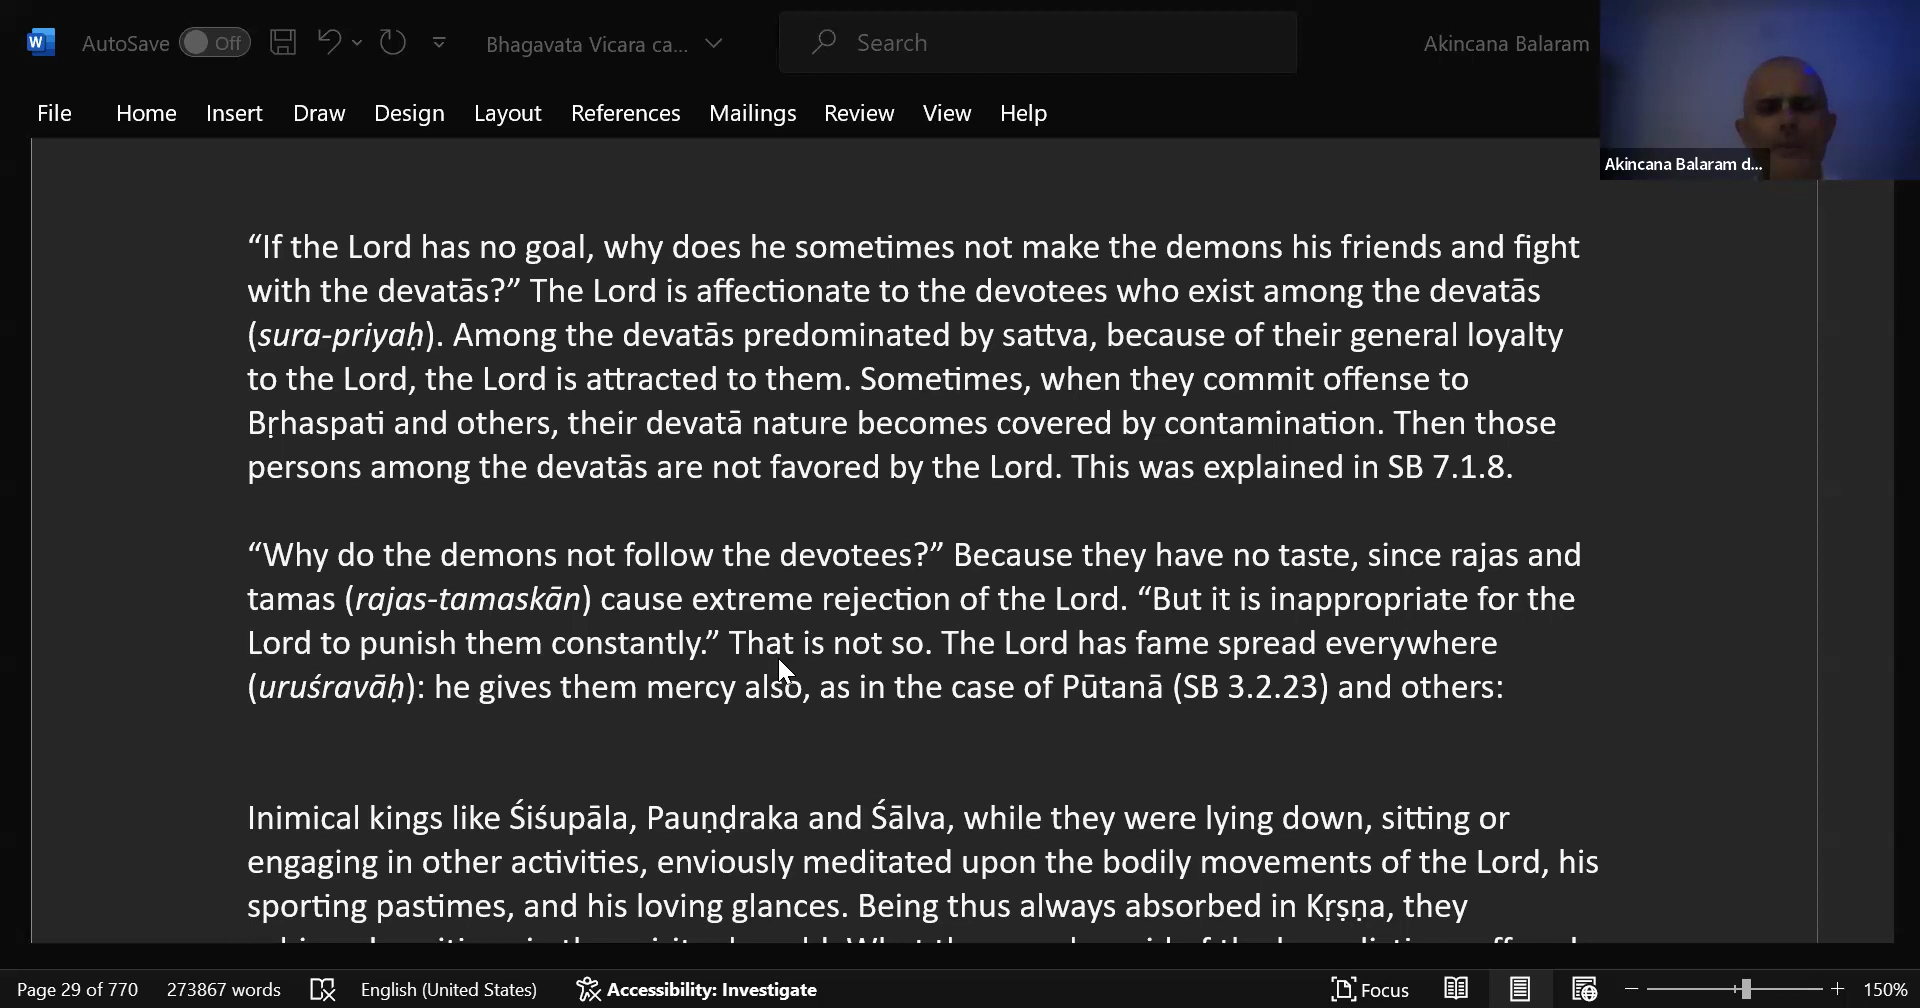 W AutoSave Off Bhagavata Vicara ca... Search Akincana Balaram
File Home Insert Draw Design Layout References Mailings Review View Help
Akincana Balaram d...
“If the Lord has no goal, why does he sometimes not make the demons his friends and fight
with the devatās?” The Lord is affectionate to the devotees who exist among the devatās
(sura-priyaḥ). Among the devatās predominated by sattva, because of their general loyalty
to the Lord, the Lord is attracted to them. Sometimes, when they commit offense to
Bṛhaspati and others, their devatā nature becomes covered by contamination. Then those
persons among the devatās are not favored by the Lord. This was explained in SB 7.1.8.
“Why do the demons not follow the devotees?” Because they have no taste, since rajas and
tamas (rajas-tamaskān) cause extreme rejection of the Lord. “But it is inappropriate for the
Lord to punish them constantly.” That is not so. The Lord has fame spread everywhere
(uruśravāḥ): he gives them mercy also, as in the case of Pūtanā (SB 3.2.23) and others:
Inimical kings like Śiśupāla, Pauṇḍraka and Śālva, while they were lying down, sitting or
engaging in other activities, enviously meditated upon the bodily movements of the Lord, his
sporting pastimes, and his loving glances. Being thus always absorbed in Kṛṣṇa, they
Page 29 of 770 273867 words English (United States) Accessibility: Investigate Focus 150%